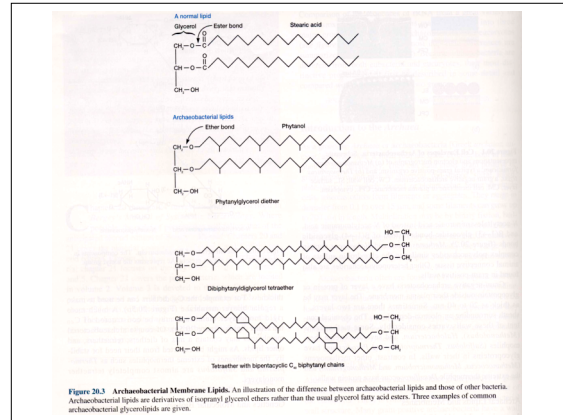 A normal lipid
Glycerol
Ester bond
Stearic acid
O
CH₂ — O — C
O
CH — O — C
CH₂ — OH
Archaeobacterial lipids
Ether bond
Phytanol
CH₂ — O
CH — O
CH₂ — OH
Phytanylglycerol diether
HO — CH₂
CH₂ — O
O — CH
CH — O
O — CH₂
CH₂ — OH
Dibiphytanyldiglycerol tetraether
CH₂ — O
HO — CH₂
CH — O
O — CH
CH₂ — OH
O — CH₂
Tetraether with bipentacyclic C₄₀ biphytanyl chains
Figure 20.3 Archaeobacterial Membrane Lipids. An illustration of the difference between archaeobacterial lipids and those of other bacteria.
Archaeobacterial lipids are derivatives of isopranyl glycerol ethers rather than the usual glycerol fatty acid esters. Three examples of common
archaeobacterial glycerolipids are given.